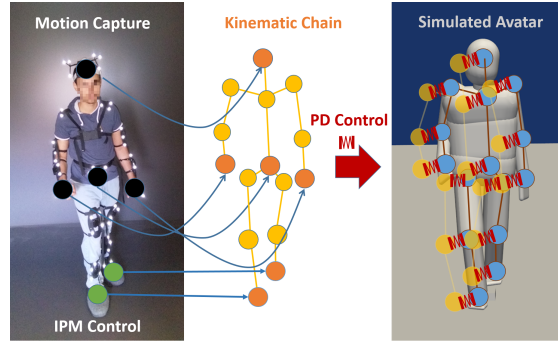 Motion Capture
Kinematic Chain
Simulated Avatar
PD Control
IPM Control